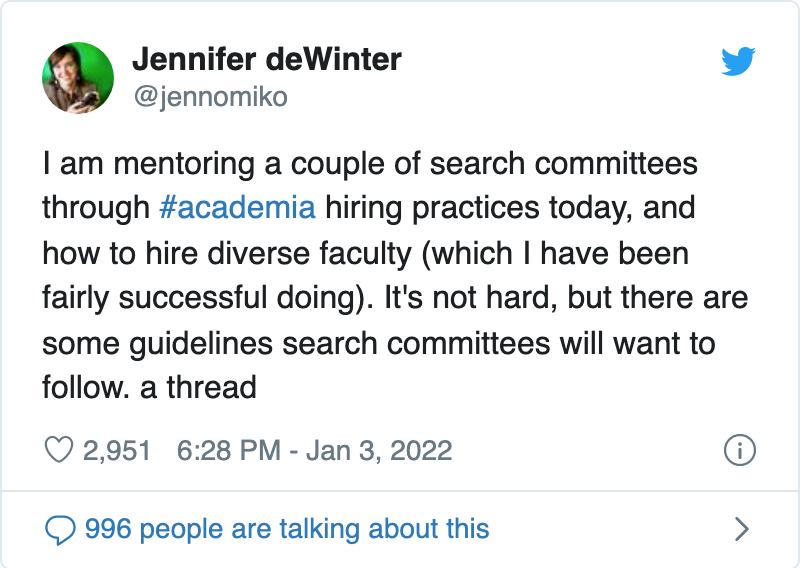 Jennifer deWinter
@jennomiko
I am mentoring a couple of search committees
through #academia hiring practices today, and
how to hire diverse faculty (which I have been
fairly successful doing). It's not hard, but there are
some guidelines search committees will want to
follow. a thread
2,951 6:28 PM - Jan 3, 2022
996 people are talking about this